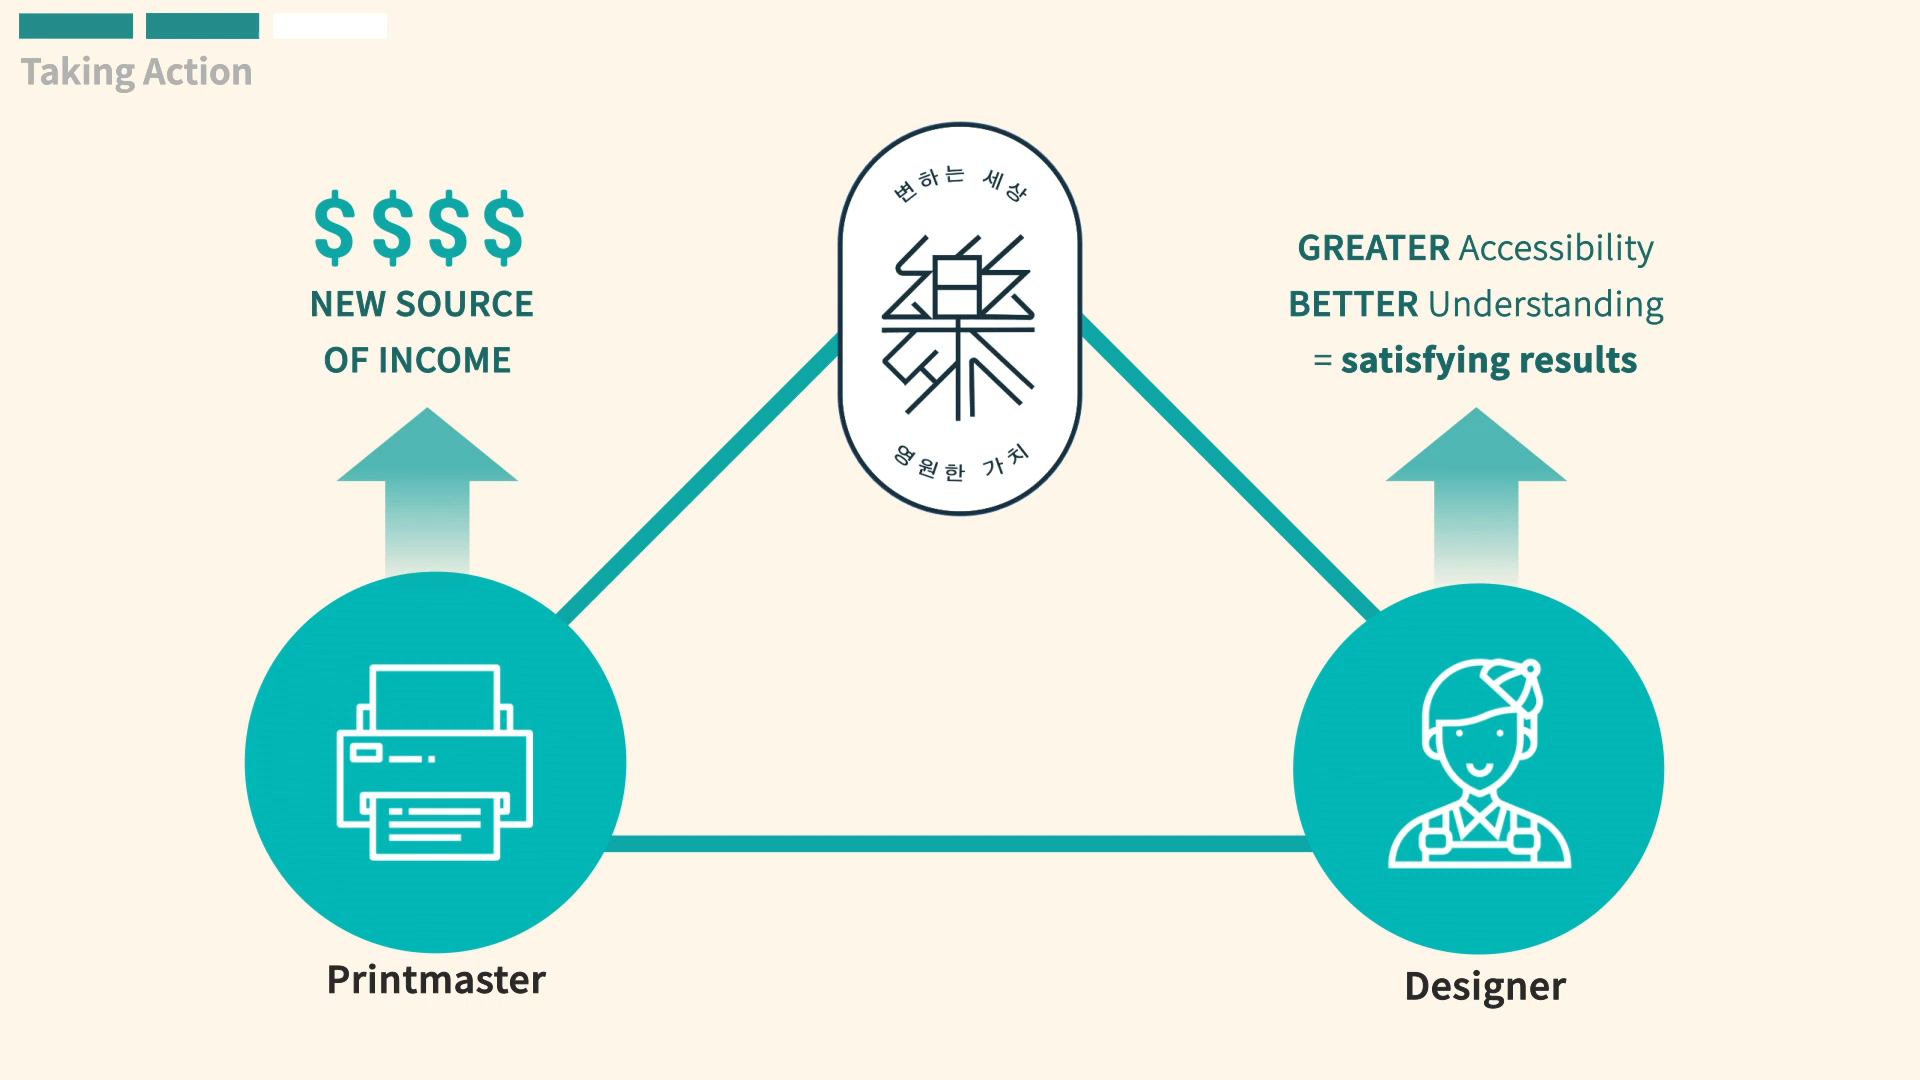 Taking Action
변하는 세상
樂
영원한 가치
$$$$
NEW SOURCE
OF INCOME
GREATER Accessibility
BETTER Understanding
= satisfying results
Printmaster
Designer